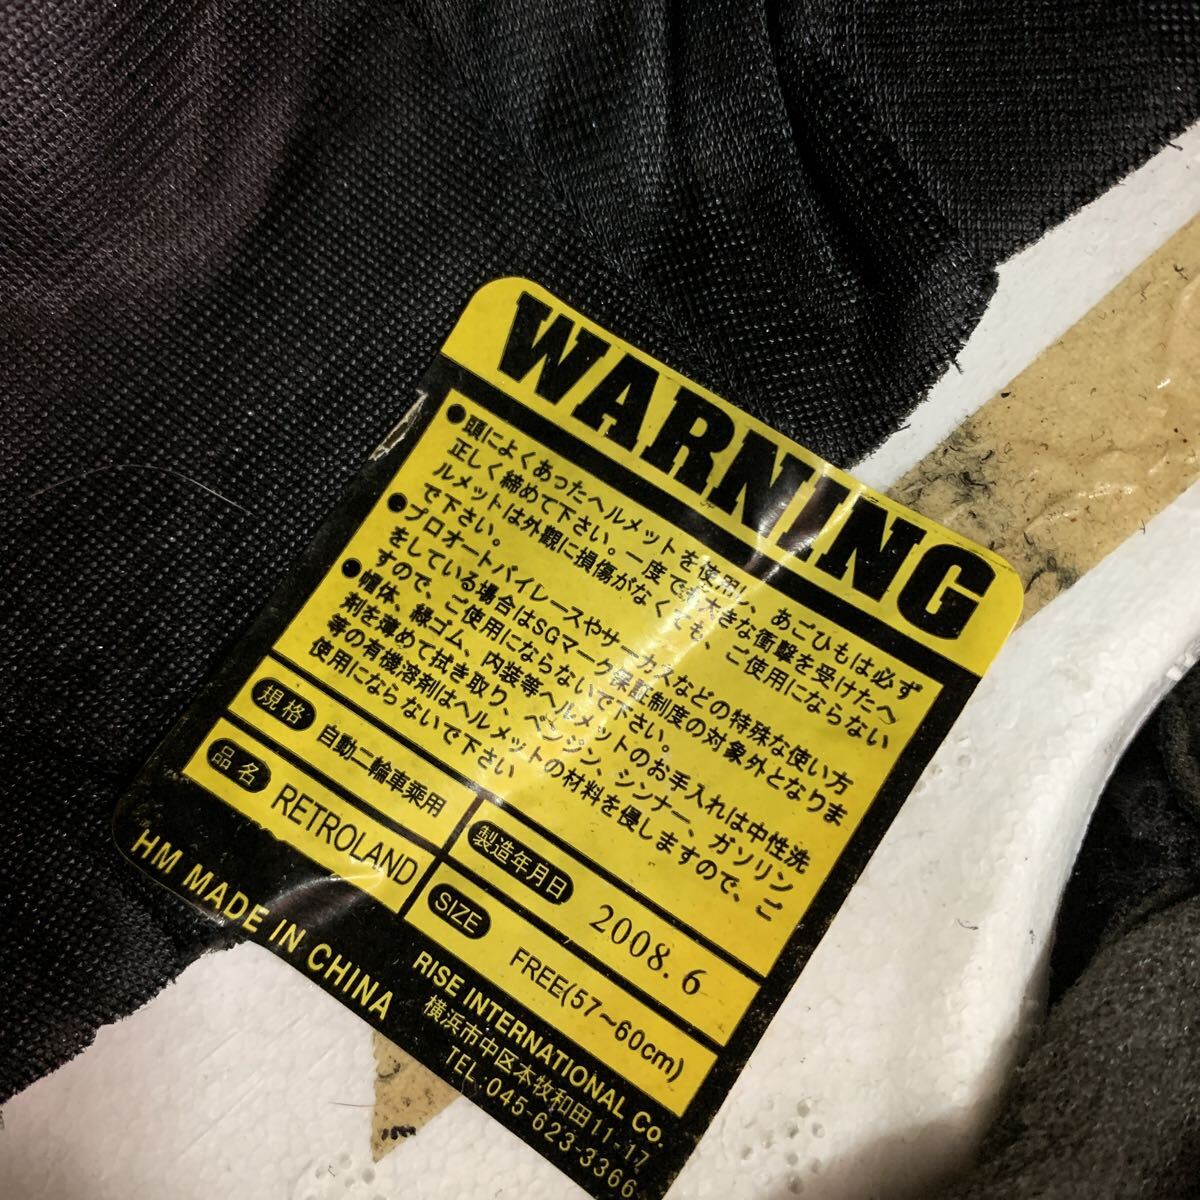 WARNING
●頭によくあったヘルメットを使用し、あごひもは必ず
正しく締めて下さい。一度でも大きな衝撃を受けたヘ
ルメットは外観に損傷がなくても、ご使用にならない
で下さい。
●プロオートバイレースやサーカスなどの特殊な使い方
をしている場合はSGマーク保証制度の対象外となりま
すので、ご使用にならないで下さい。
●帽体、縁ゴム、内装等ヘルメットのお手入れは中性洗
剤を薄めて拭き取り、ベンジン、シンナー、ガソリン
等の有機溶剤はヘルメットの材料を侵しますので、ご
使用にならないで下さい
規格 自動二輪車乗用
製造年月日 2008.6
品名 RETROLAND
SIZE FREE(57～60cm)
HM MADE IN CHINA
RISE INTERNATIONAL Co.
横浜市中区本牧和田11-17
TEL:045-623-3366